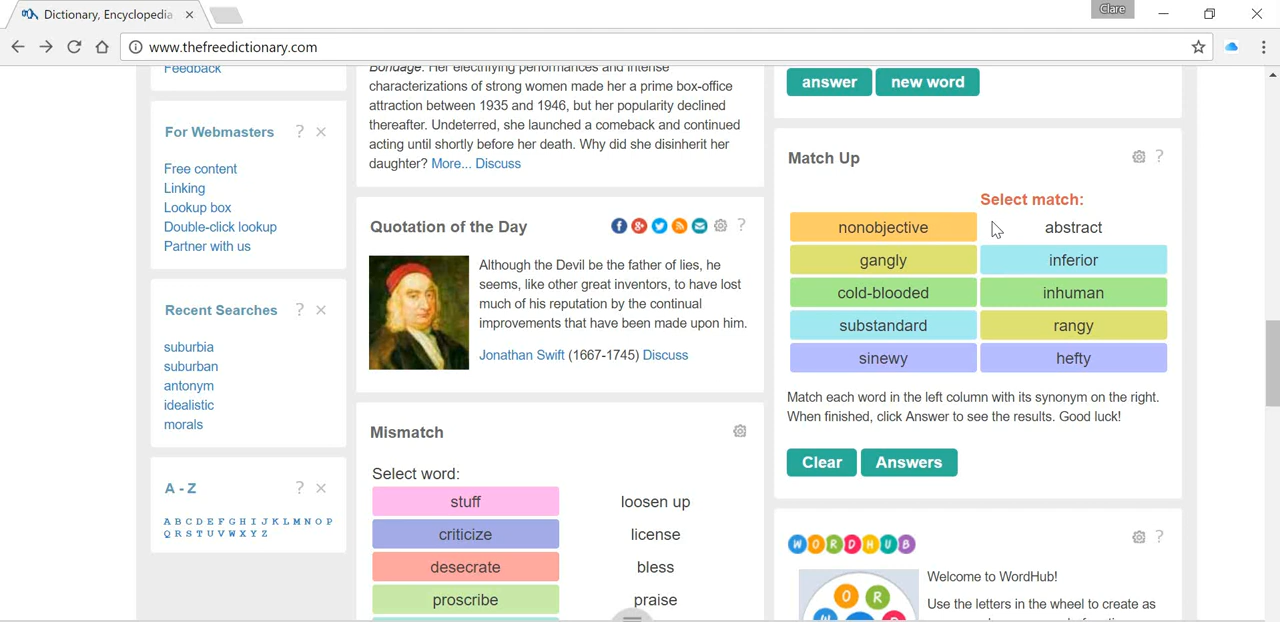 Dictionary, Encyclopedia
Clare
www.thefreedictionary.com
Feedback
For Webmasters ?
Free content
Linking
Lookup box
Double-click lookup
Partner with us
Recent Searches ?
suburbia
suburban
antonym
idealistic
morals
A - Z ?
A B C D E F G H I J K L M N O P
Q R S T U V W X Y Z
Bondage. Her electrifying performances and intense
characterizations of strong women made her a prime box-office
attraction between 1935 and 1946, but her popularity declined
thereafter. Undeterred, she launched a comeback and continued
acting until shortly before her death. Why did she disinherit her
daughter? More... Discuss
Quotation of the Day ?
Although the Devil be the father of lies, he
seems, like other great inventors, to have lost
much of his reputation by the continual
improvements that have been made upon him.
Jonathan Swift (1667-1745) Discuss
Mismatch
Select word:
stuff loosen up
criticize license
desecrate bless
proscribe praise
answer new word
Match Up ?
Select match:
nonobjective abstract
gangly inferior
cold-blooded inhuman
substandard rangy
sinewy hefty
Match each word in the left column with its synonym on the right.
When finished, click Answer to see the results. Good luck!
Clear Answers
WORDHUB ?
O R
W
Welcome to WordHub!
Use the letters in the wheel to create as